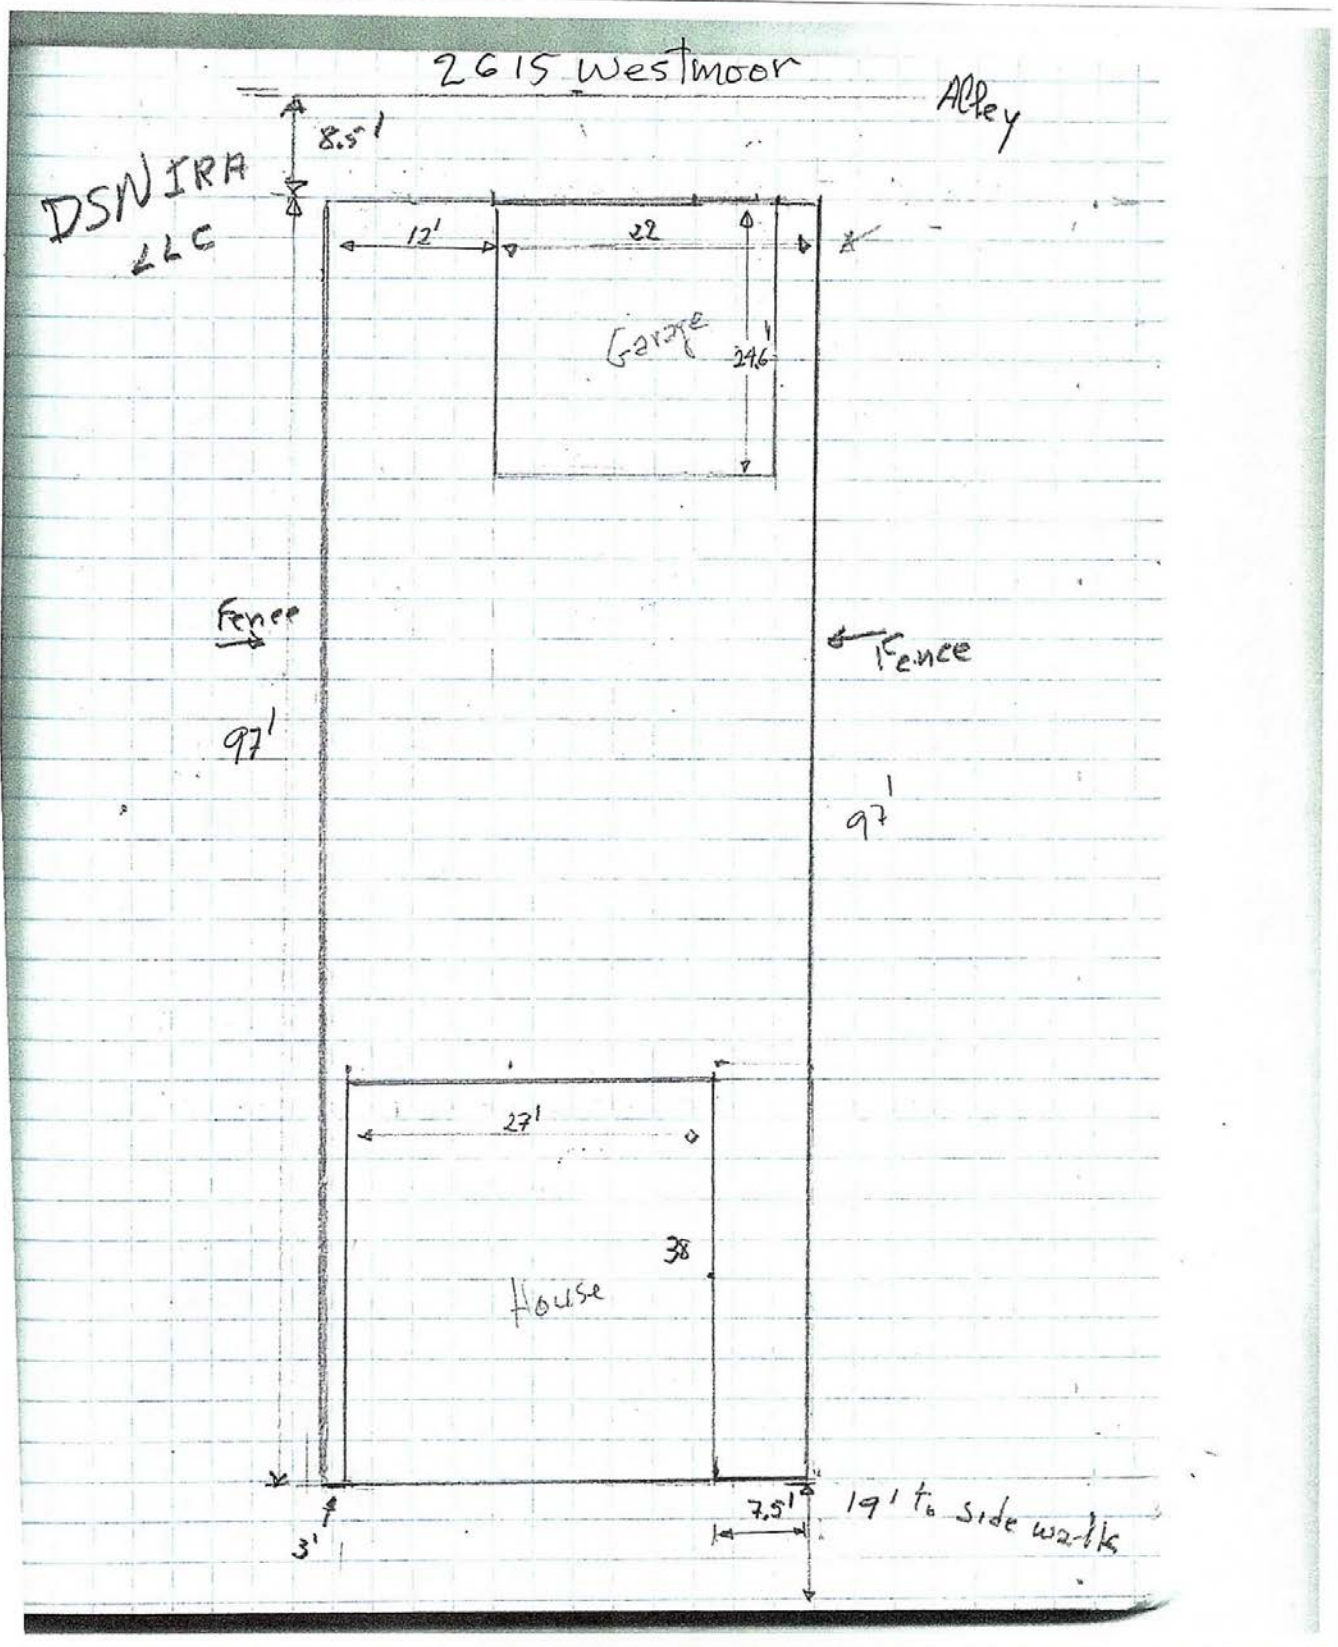 2615 Westmoor
Alley
8.5'
DSN IRA
LLC
12'
22
Garage
24.6'
Fence
Fence
97'
97'
27'
38
House
7.5'
19' to side walk
3'